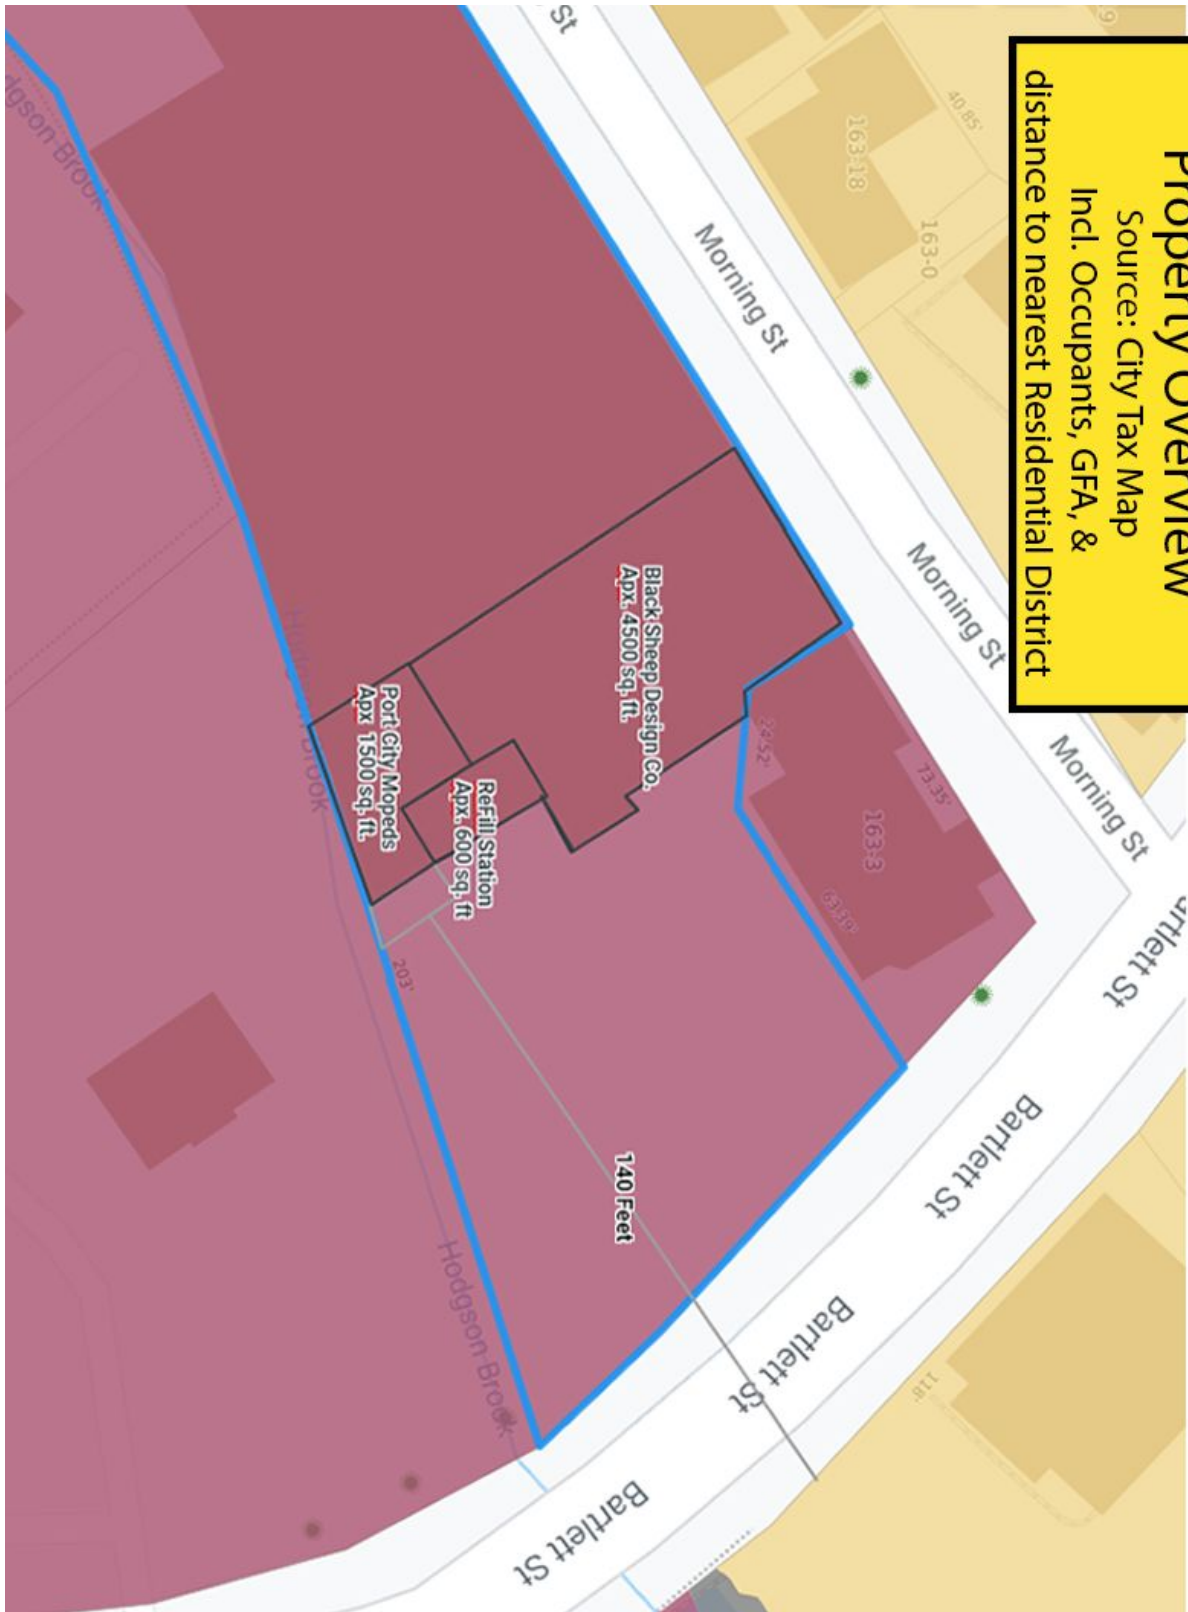 Property Overview
Source: City Tax Map
Incl. Occupants, GFA, &
distance to nearest Residential District
St
Morning St
Morning St
Morning St
Bartlett St
Bartlett St
Bartlett St
Bartlett St
163-18
163-0
40.85'
Black Sheep Design Co.
Apx. 4500 sq. ft.
Port City Mopeds
Apx 1500 sq. ft.
ReFill Station
Apx. 600 sq. ft
24.52'
73.35'
163-3
63.39'
203'
140 Feet
118'
Hodgson Brook
Hodgson Brook